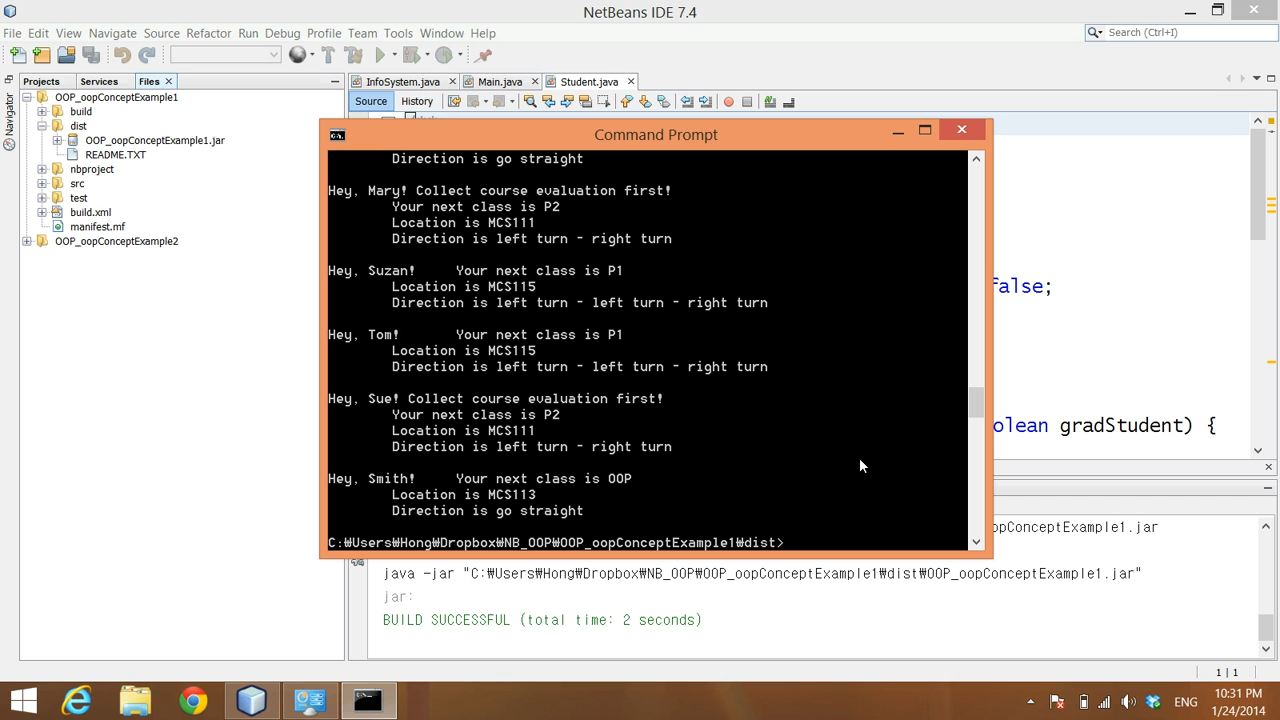 NetBeans IDE 7.4
File Edit View Navigate Source Refactor Run Debug Profile Team Tools Window Help
Search (Ctrl+I)
Projects Services Files
InfoSystem.java Main.java Student.java
Navigator
Source History
OOP_oopConceptExample1
build
dist
OOP_oopConceptExample1.jar
README.TXT
nbproject
src
test
build.xml
manifest.mf
OOP_oopConceptExample2
Command Prompt
Direction is go straight
Hey, Mary! Collect course evaluation first!
Your next class is P2
Location is MCS111
Direction is left turn - right turn
Hey, Suzan! Your next class is P1
Location is MCS115
Direction is left turn - left turn - right turn
Hey, Tom! Your next class is P1
Location is MCS115
Direction is left turn - left turn - right turn
Hey, Sue! Collect course evaluation first!
Your next class is P2
Location is MCS111
Direction is left turn - right turn
Hey, Smith! Your next class is OOP
Location is MCS113
Direction is go straight
C:₩Users₩Hong₩Dropbox₩NB_OOP₩OOP_oopConceptExample1₩dist>
false;
olean gradStudent) {
opConceptExample1.jar
java -jar "C:₩Users₩Hong₩Dropbox₩NB_OOP₩OOP_oopConceptExample1₩dist₩OOP_oopConceptExample1.jar"
jar:
BUILD SUCCESSFUL (total time: 2 seconds)
1|1
ENG
10:31 PM
1/24/2014